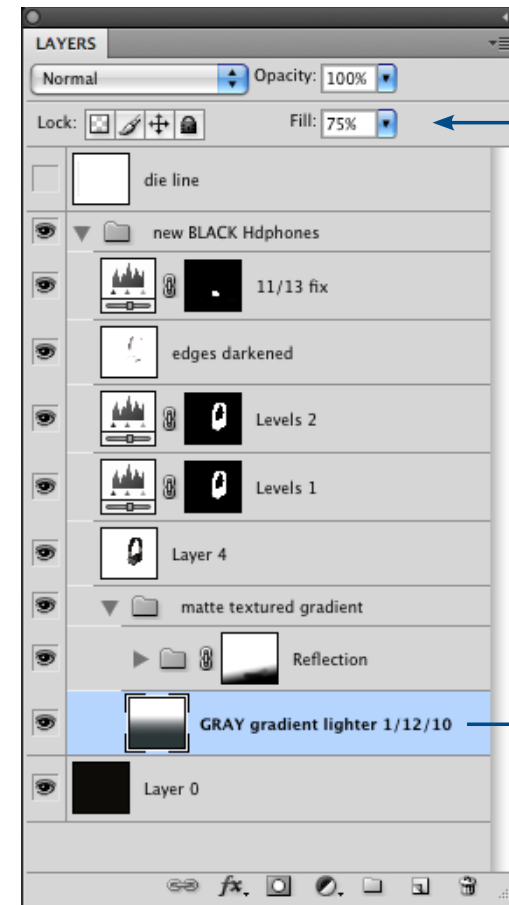 LAYERS
Normal Opacity: 100%
Lock: Fill: 75%
die line
new BLACK Hdphones
11/13 fix
edges darkened
Levels 2
Levels 1
Layer 4
matte textured gradient
Reflection
GRAY gradient lighter 1/12/10
Layer 0
fx.